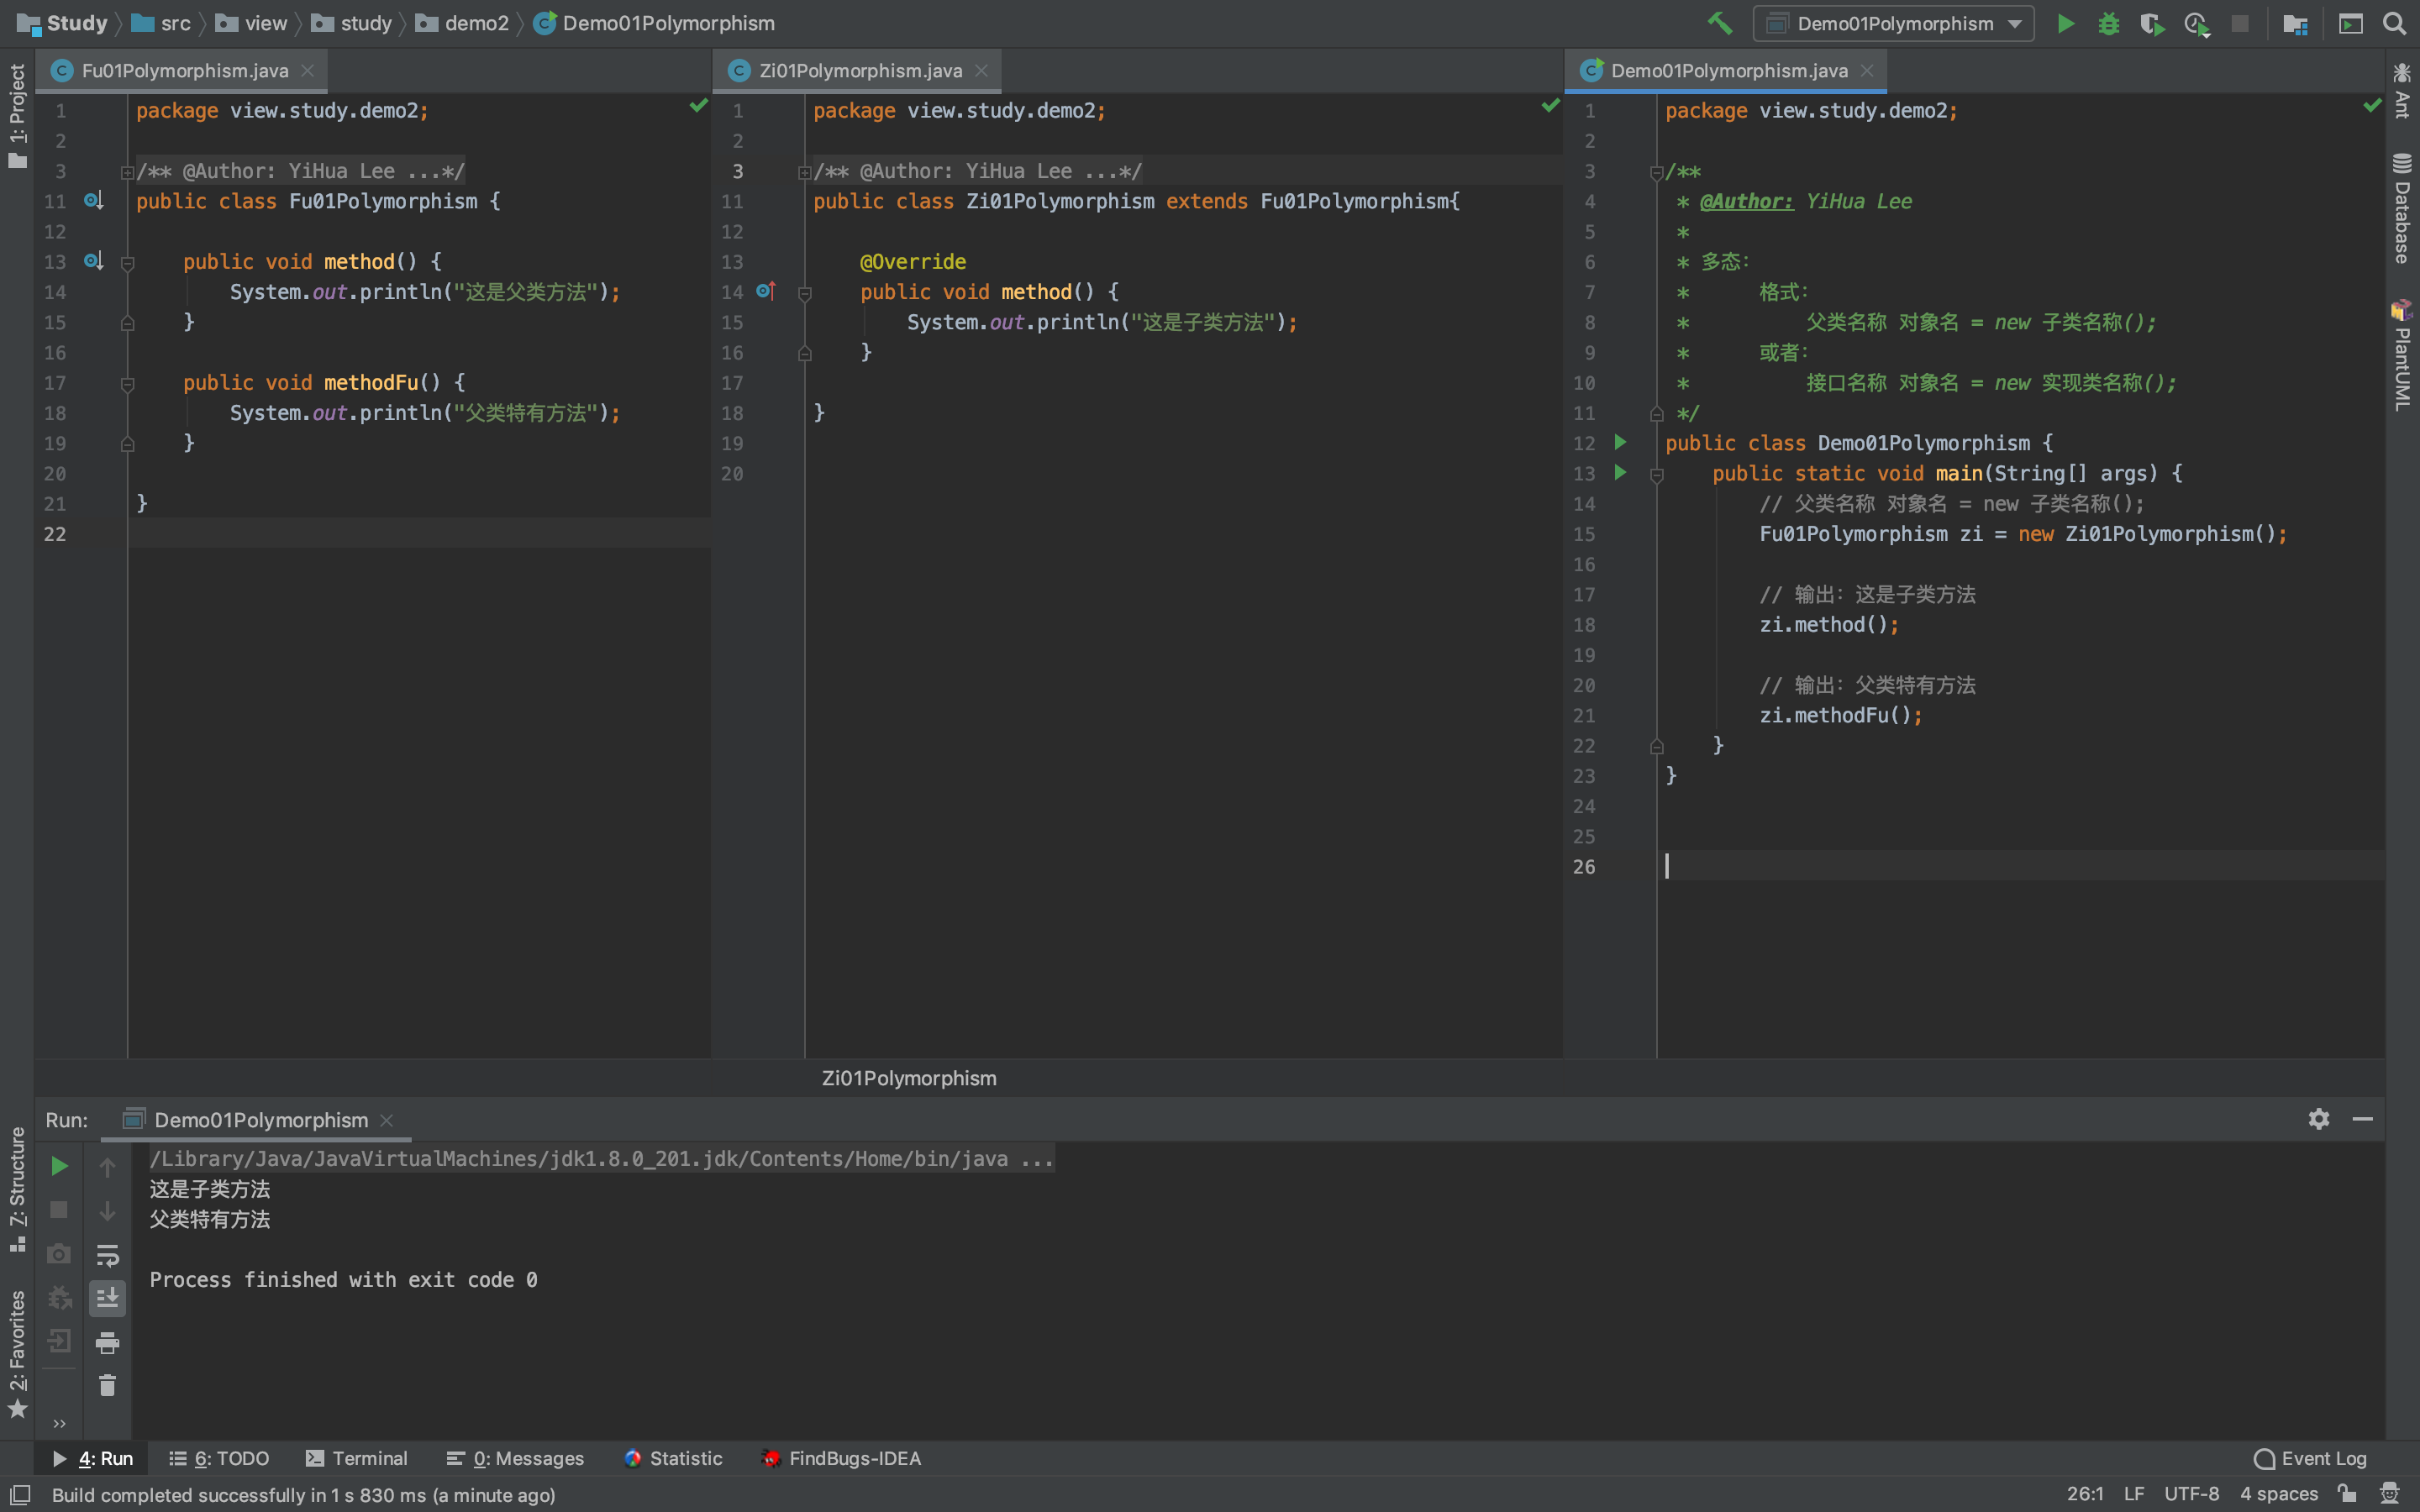 Study src view study demo2 Demo01Polymorphism
Demo01Polymorphism
Fu01Polymorphism.java
Zi01Polymorphism.java
Demo01Polymorphism.java
1: Project
7: Structure
2: Favorites
Ant
Database
PlantUML
1 package view.study.demo2;
2
3 /** @Author: YiHua Lee ...*/
11 public class Fu01Polymorphism {
12
13 public void method() {
14 System.out.println("这是父类方法");
15 }
16
17 public void methodFu() {
18 System.out.println("父类特有方法");
19 }
20
21 }
22
1 package view.study.demo2;
2
3 /** @Author: YiHua Lee ...*/
11 public class Zi01Polymorphism extends Fu01Polymorphism{
12
13 @Override
14 public void method() {
15 System.out.println("这是子类方法");
16 }
17
18 }
19
20
1 package view.study.demo2;
2
3 /**
4 * @Author: YiHua Lee
5 *
6 * 多态:
7 * 格式:
8 * 父类名称 对象名 = new 子类名称();
9 * 或者:
10 * 接口名称 对象名 = new 实现类名称();
11 */
12 public class Demo01Polymorphism {
13 public static void main(String[] args) {
14 // 父类名称 对象名 = new 子类名称();
15 Fu01Polymorphism zi = new Zi01Polymorphism();
16
17 // 输出: 这是子类方法
18 zi.method();
19
20 // 输出: 父类特有方法
21 zi.methodFu();
22 }
23 }
24
25
26
Zi01Polymorphism
Run: Demo01Polymorphism
/Library/Java/JavaVirtualMachines/jdk1.8.0_201.jdk/Contents/Home/bin/java ...
这是子类方法
父类特有方法
Process finished with exit code 0
4: Run 6: TODO Terminal 0: Messages Statistic FindBugs-IDEA Event Log
Build completed successfully in 1 s 830 ms (a minute ago) 26:1 LF UTF-8 4 spaces